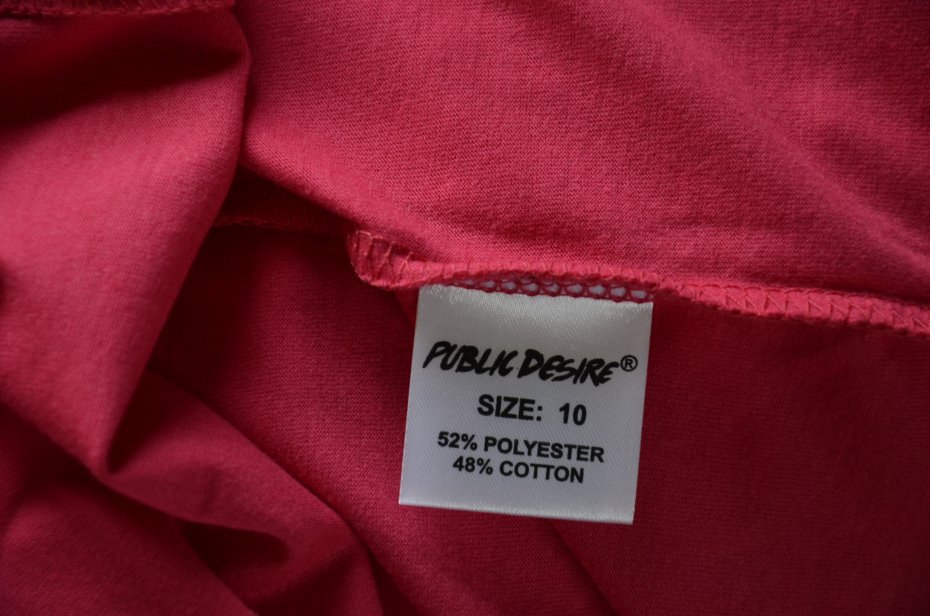 PUBLIC DESIRE®
SIZE: 10
52% POLYESTER
48% COTTON